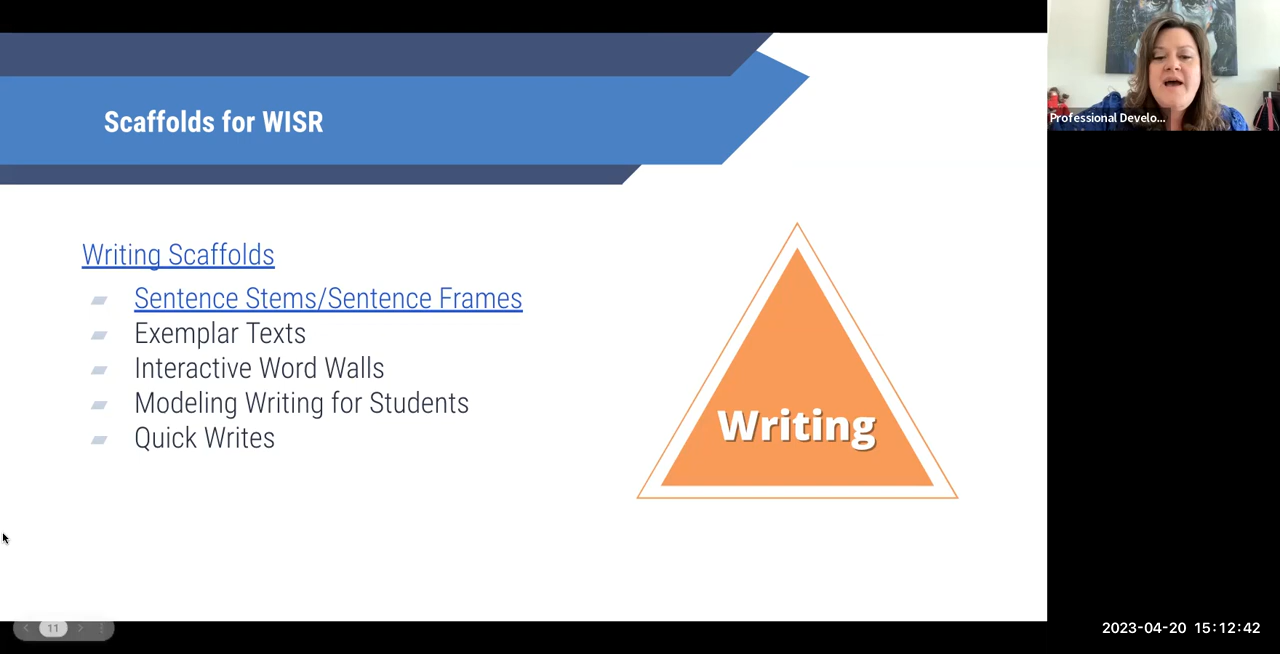 Scaffolds for WISR
Professional Develo...
Writing Scaffolds
Sentence Stems/Sentence Frames
Exemplar Texts
Interactive Word Walls
Modeling Writing for Students
Quick Writes
Writing
11
2023-04-20 15:12:42